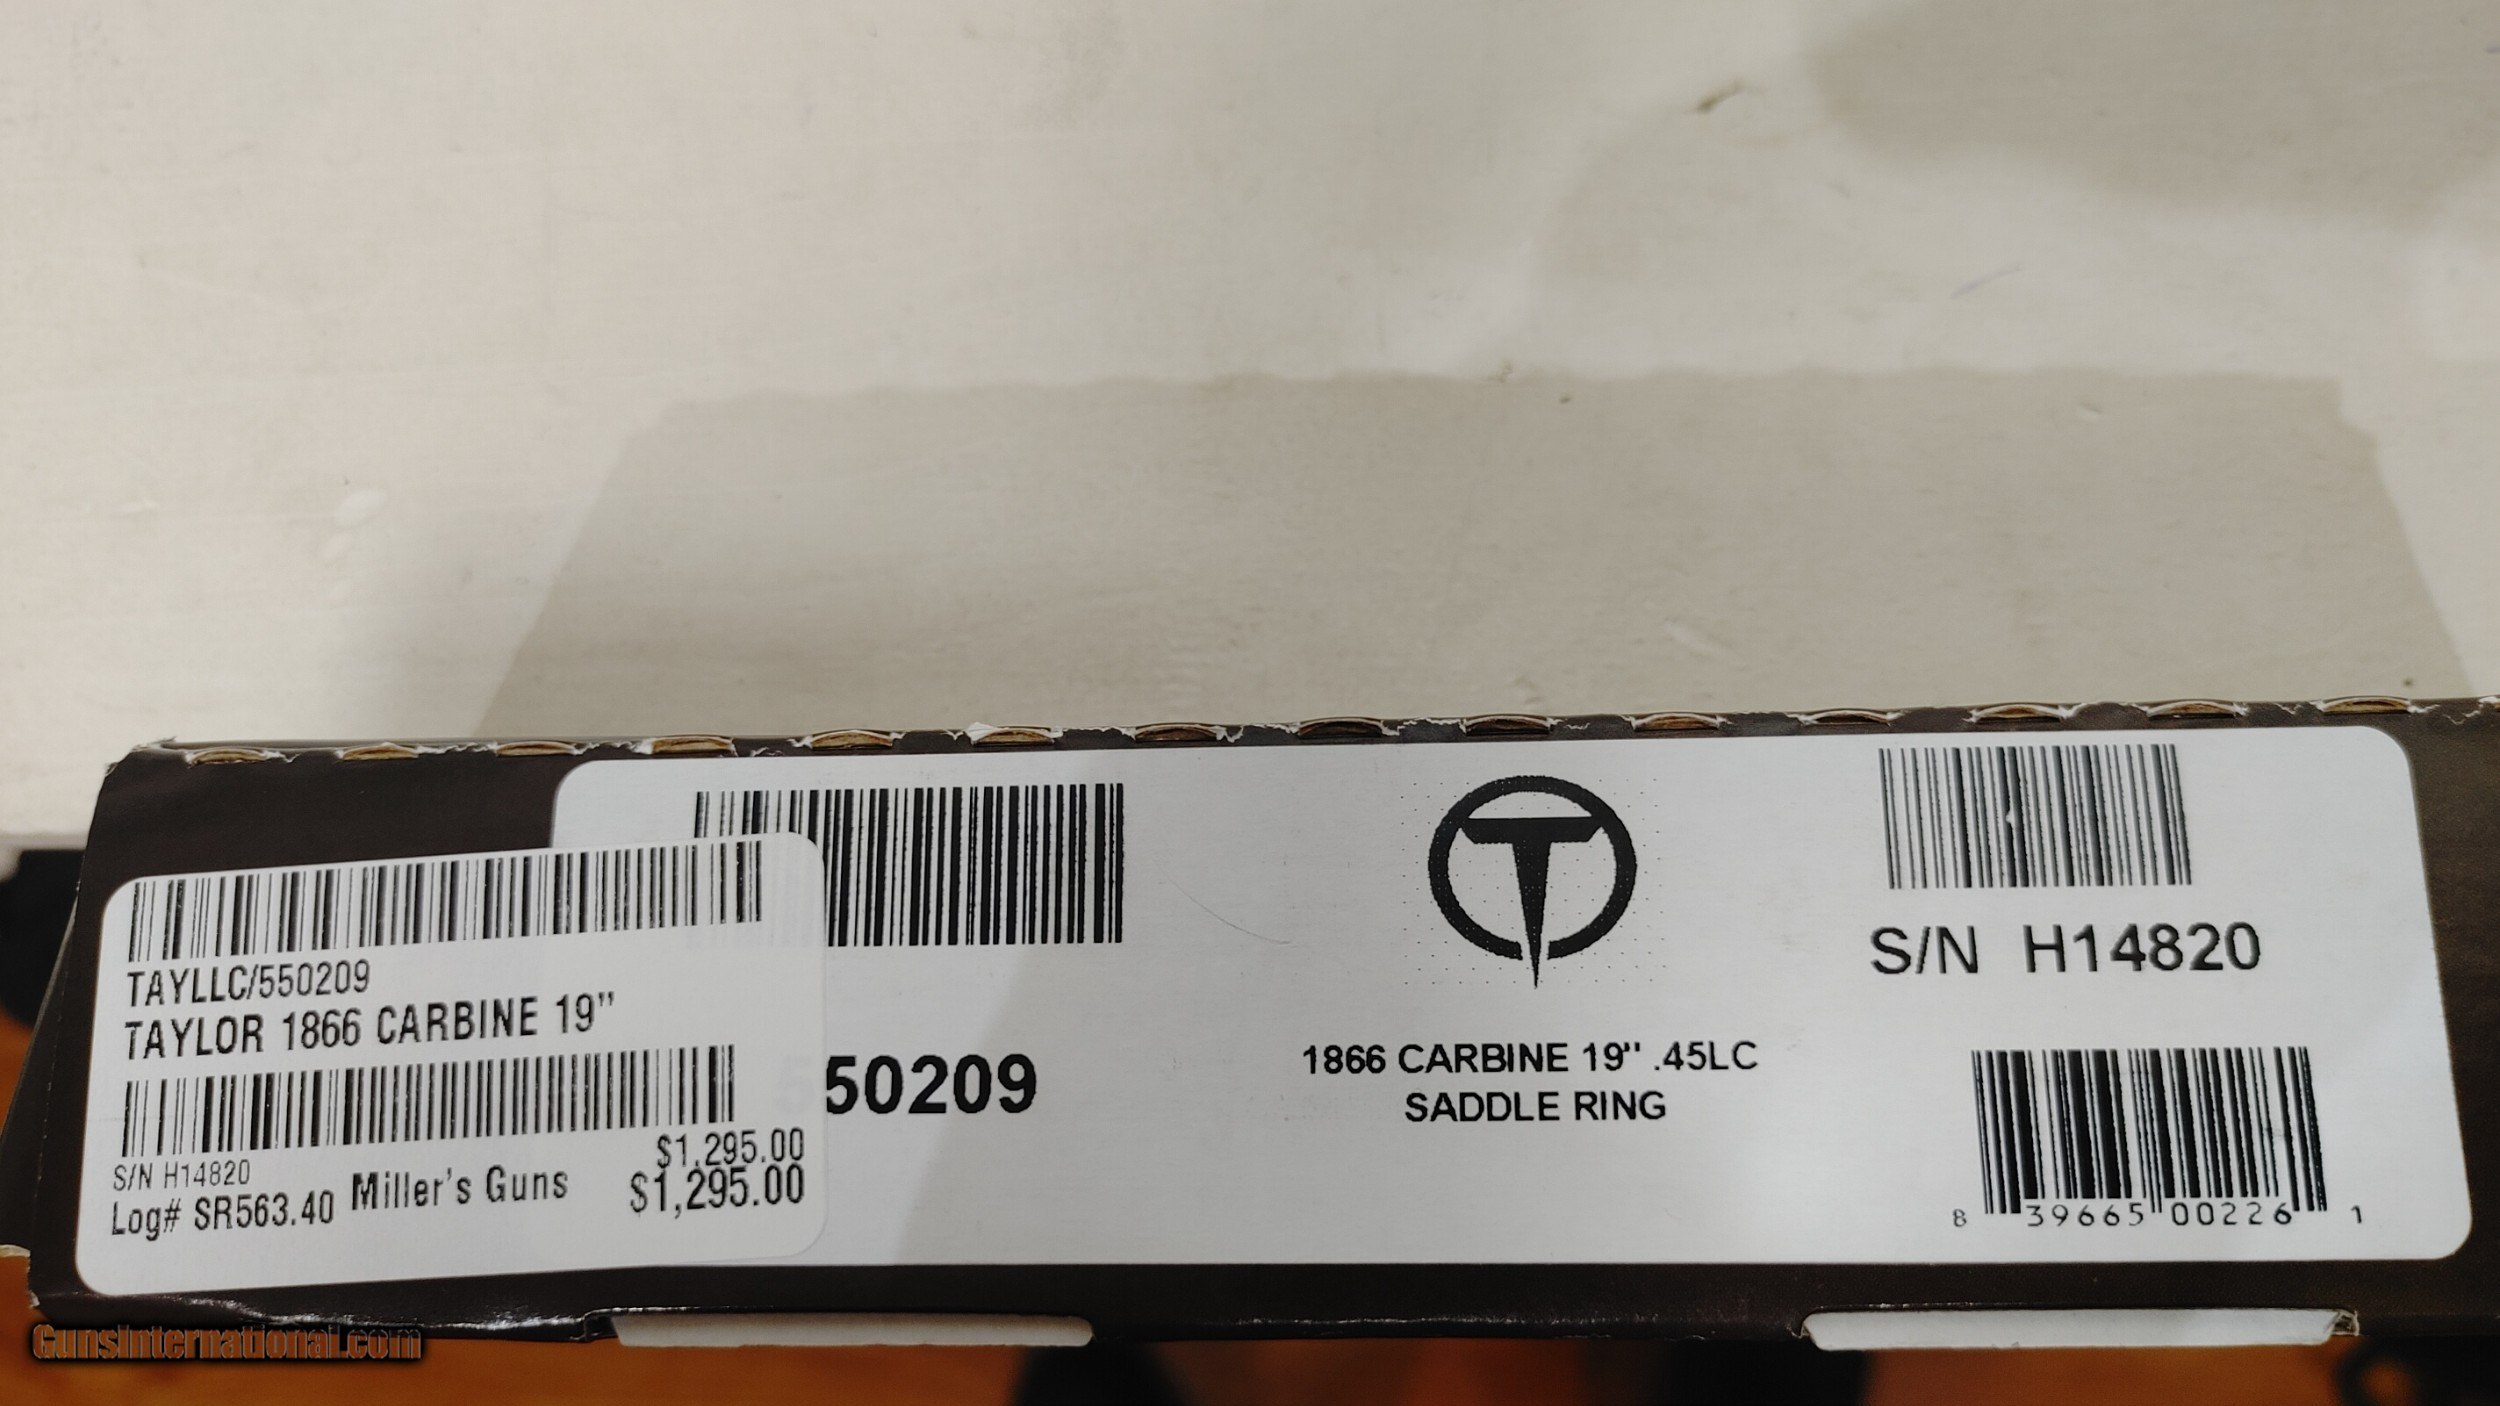 TAYLLC/550209
TAYLOR 1866 CARBINE 19"
$1,295.00
S/N H14820
Log# SR563.40 Miller's Guns $1,295.00
50209
T
1866 CARBINE 19" .45LC
SADDLE RING
S/N H14820
8 39665 00226 1
GunsInternational.com